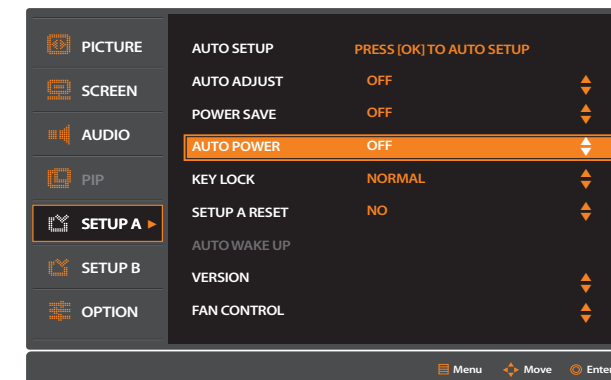 PICTURE
SCREEN
AUDIO
PIP
SETUP A
SETUP B
OPTION
AUTO SETUP PRESS [OK] TO AUTO SETUP
AUTO ADJUST OFF
POWER SAVE OFF
AUTO POWER OFF
KEY LOCK NORMAL
SETUP A RESET NO
AUTO WAKE UP
VERSION
FAN CONTROL
Menu Move Enter